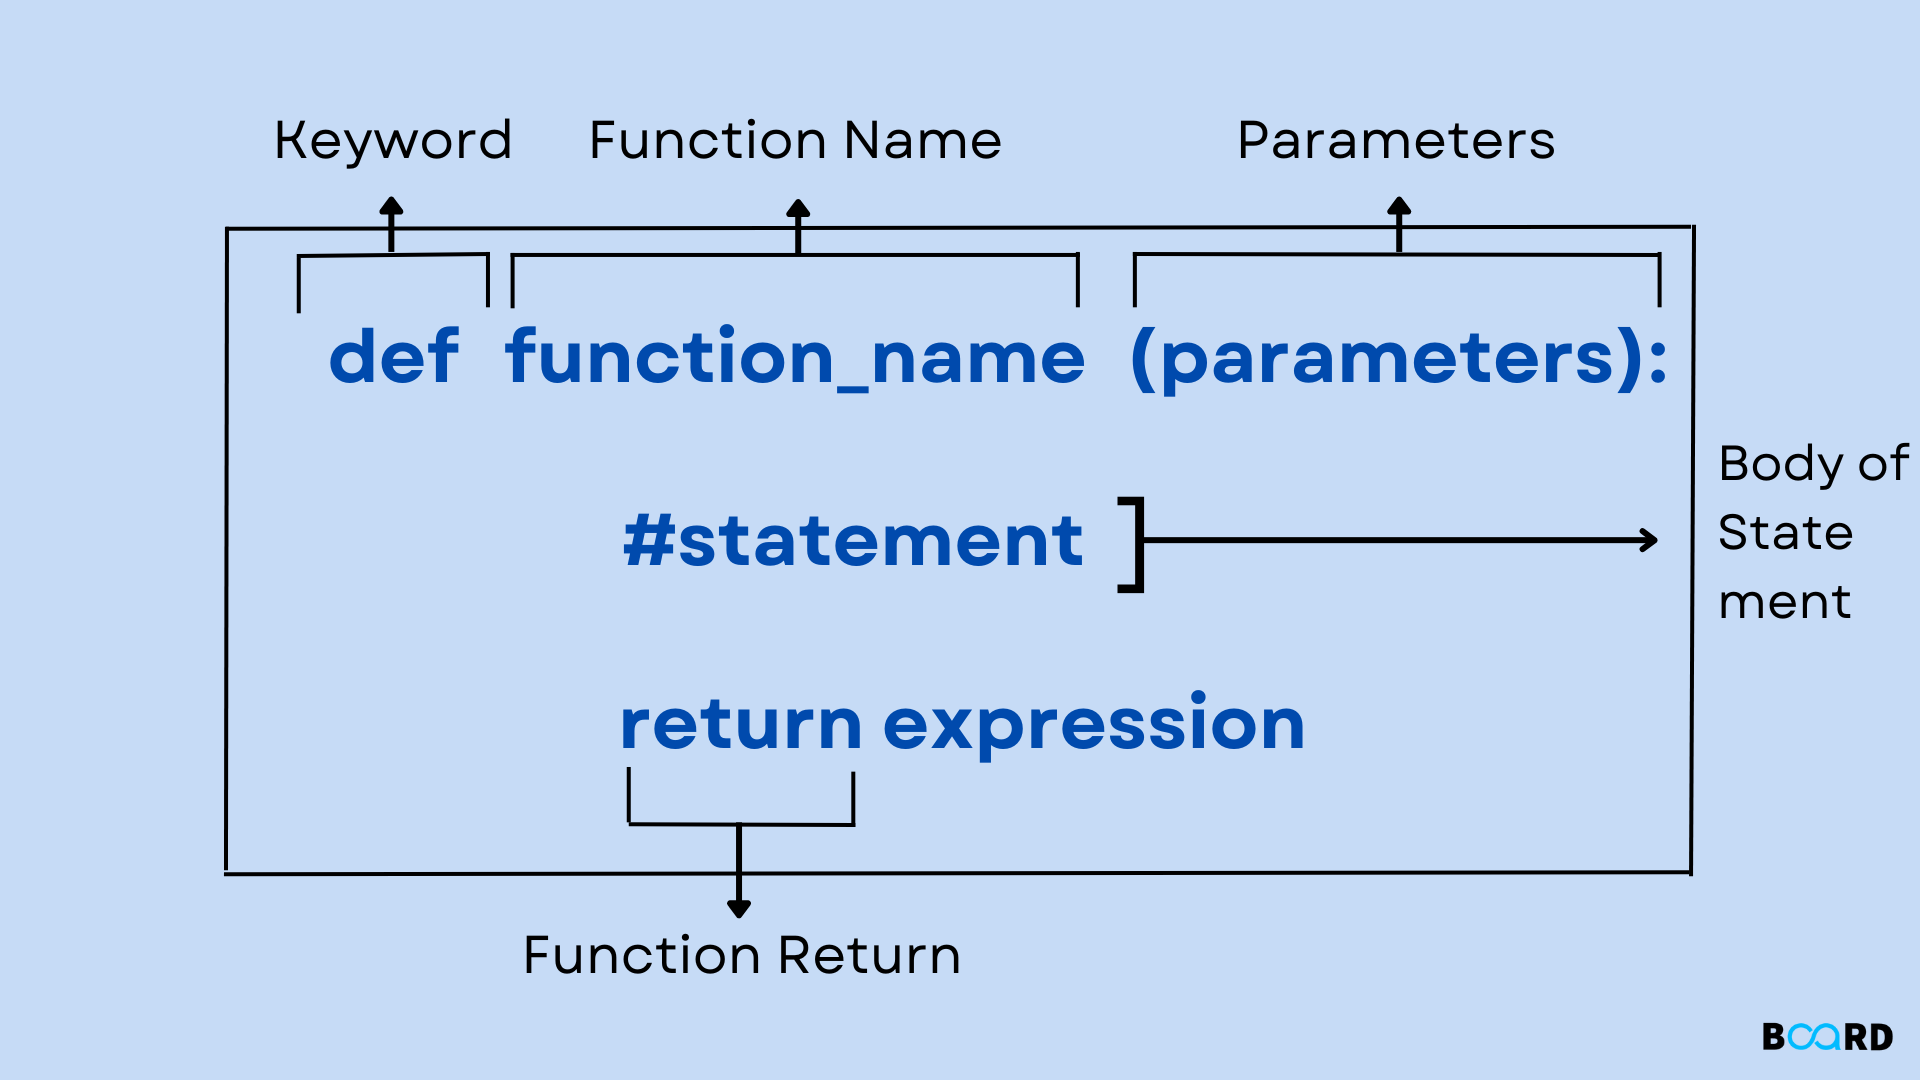 Keyword Function Name Parameters
def function_name (parameters):
Body of
State
ment
#statement
return expression
Function Return
BOARD